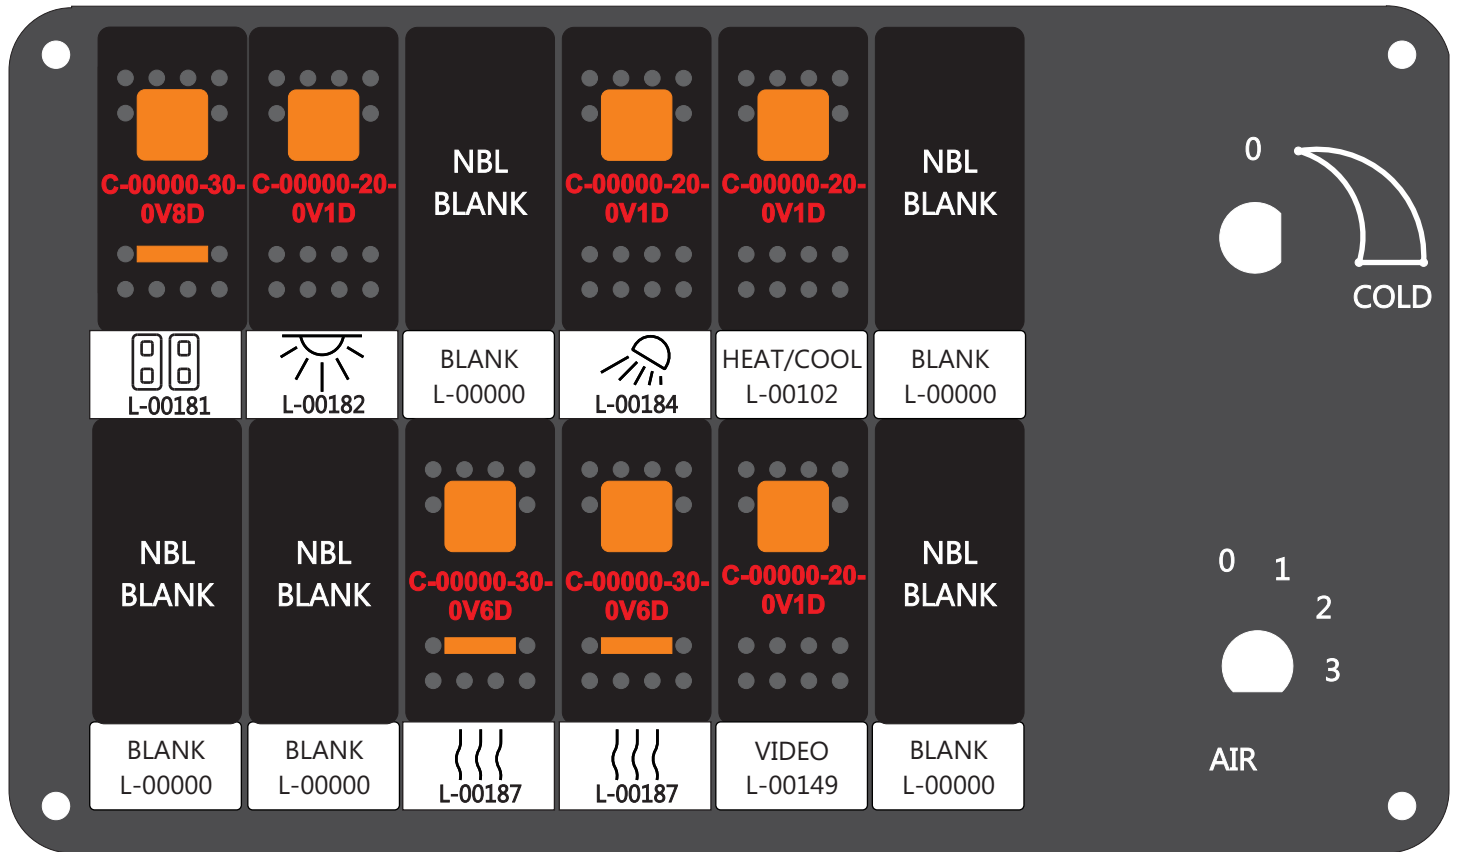 C-00000-30-
0V8D
C-00000-20-
0V1D
NBL
BLANK
C-00000-20-
0V1D
C-00000-20-
0V1D
NBL
BLANK
0
COLD
L-00181
L-00182
BLANK
L-00000
L-00184
HEAT/COOL
L-00102
BLANK
L-00000
NBL
BLANK
NBL
BLANK
C-00000-30-
0V6D
C-00000-30-
0V6D
C-00000-20-
0V1D
NBL
BLANK
0
1
2
3
AIR
BLANK
L-00000
BLANK
L-00000
L-00187
L-00187
VIDEO
L-00149
BLANK
L-00000